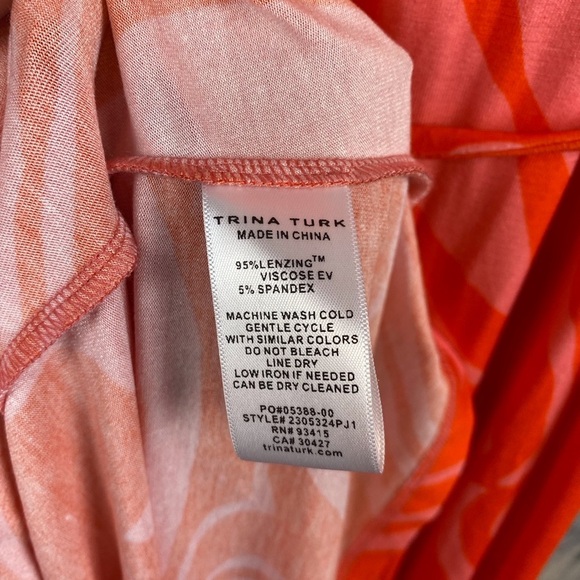 TRINA TURK
MADE IN CHINA
95%LENZING™
VISCOSE EV
5% SPANDEX
MACHINE WASH COLD
GENTLE CYCLE
WITH SIMILAR COLORS
DO NOT BLEACH
LINE DRY
LOW IRON IF NEEDED
CAN BE DRY CLEANED
PO#05388-00
STYLE#2305324PJ1
RN# 93415
CA# 30427
trinaturk.com